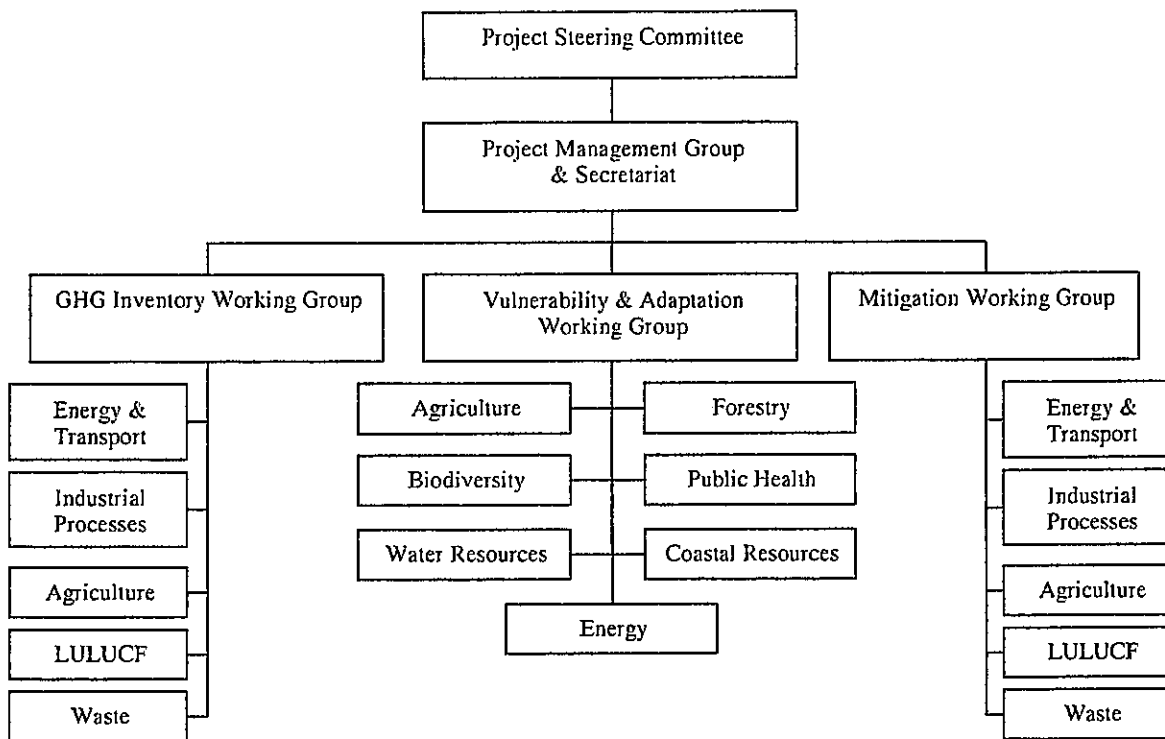 Project Steering Committee
Project Management Group
& Secretariat
GHG Inventory Working Group
Vulnerability & Adaptation
Working Group
Mitigation Working Group
Energy &
Transport
Industrial
Processes
Agriculture
LULUCF
Waste
Agriculture
Forestry
Biodiversity
Public Health
Water Resources
Coastal Resources
Energy
Energy &
Transport
Industrial
Processes
Agriculture
LULUCF
Waste